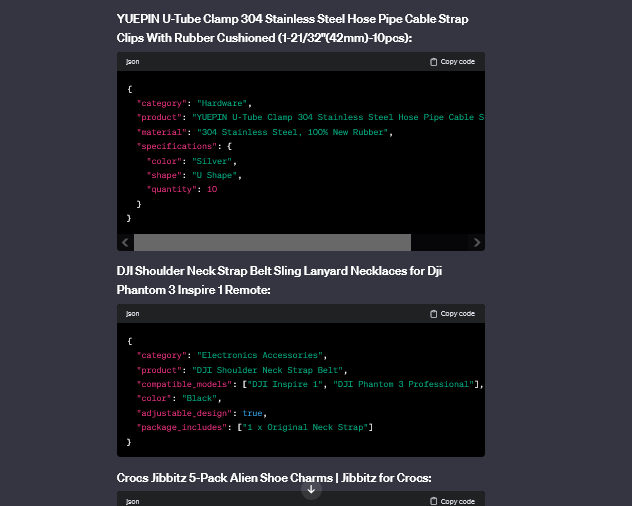 YUEPIN U-Tube Clamp 304 Stainless Steel Hose Pipe Cable Strap
Clips With Rubber Cushioned (1-21/32"(42mm)-10pcs):
json
Copy code
{
"category": "Hardware",
"product": "YUEPIN U-Tube Clamp 304 Stainless Steel Hose Pipe Cable S
"material": "304 Stainless Steel, 100% New Rubber",
"specifications": {
"color": "Silver",
"shape": "U Shape",
"quantity": 10
}
}
DJI Shoulder Neck Strap Belt Sling Lanyard Necklaces for Dji
Phantom 3 Inspire 1 Remote:
json
Copy code
{
"category": "Electronics Accessories",
"product": "DJI Shoulder Neck Strap Belt",
"compatible_models": ["DJI Inspire 1", "DJI Phantom 3 Professional"],
"color": "Black",
"adjustable_design": true,
"package_includes": ["1 x Original Neck Strap"]
}
Crocs Jibbitz 5-Pack Alien Shoe Charms | Jibbitz for Crocs:
json
Copy code